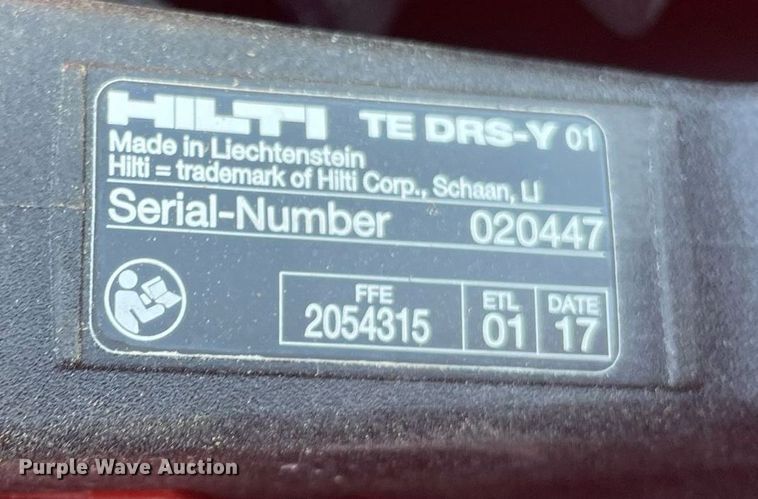 HILTI TE DRS-Y 01
Made in Liechtenstein
Hilti = trademark of Hilti Corp., Schaan, LI
Serial-Number 020447
FFE ETL DATE
2054315 01 17
Purple Wave Auction